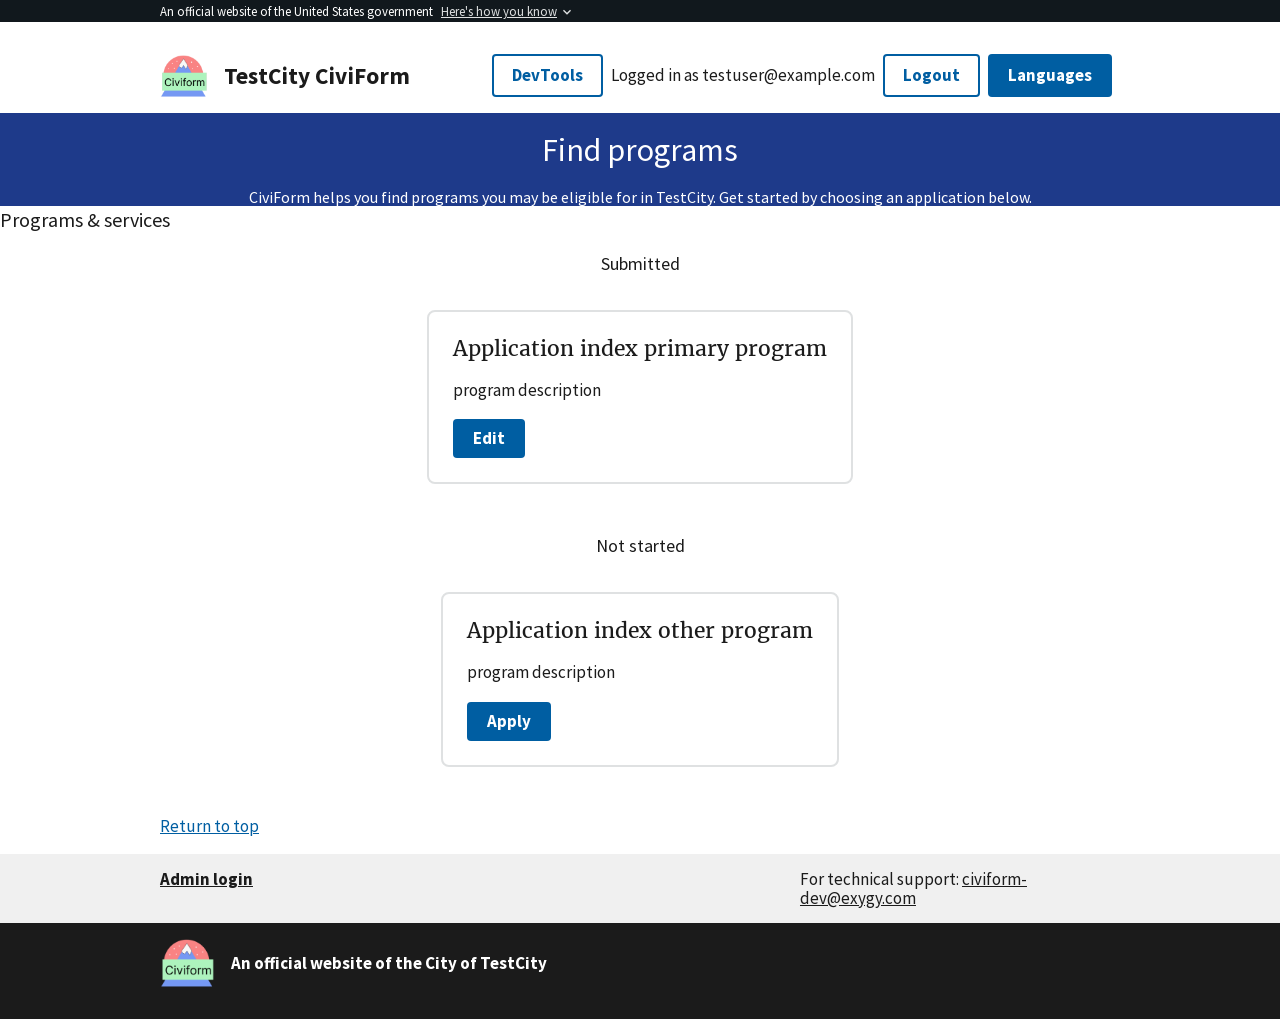 An official website of the United States government Here's how you know
Civiform
TestCity CiviForm
DevTools
Logged in as testuser@example.com
Logout
Languages
Find programs
CiviForm helps you find programs you may be eligible for in TestCity. Get started by choosing an application below.
Programs & services
Submitted
Application index primary program
program description
Edit
Not started
Application index other program
program description
Apply
Return to top
Admin login
For technical support: civiform-
dev@exygy.com
Civiform
An official website of the City of TestCity